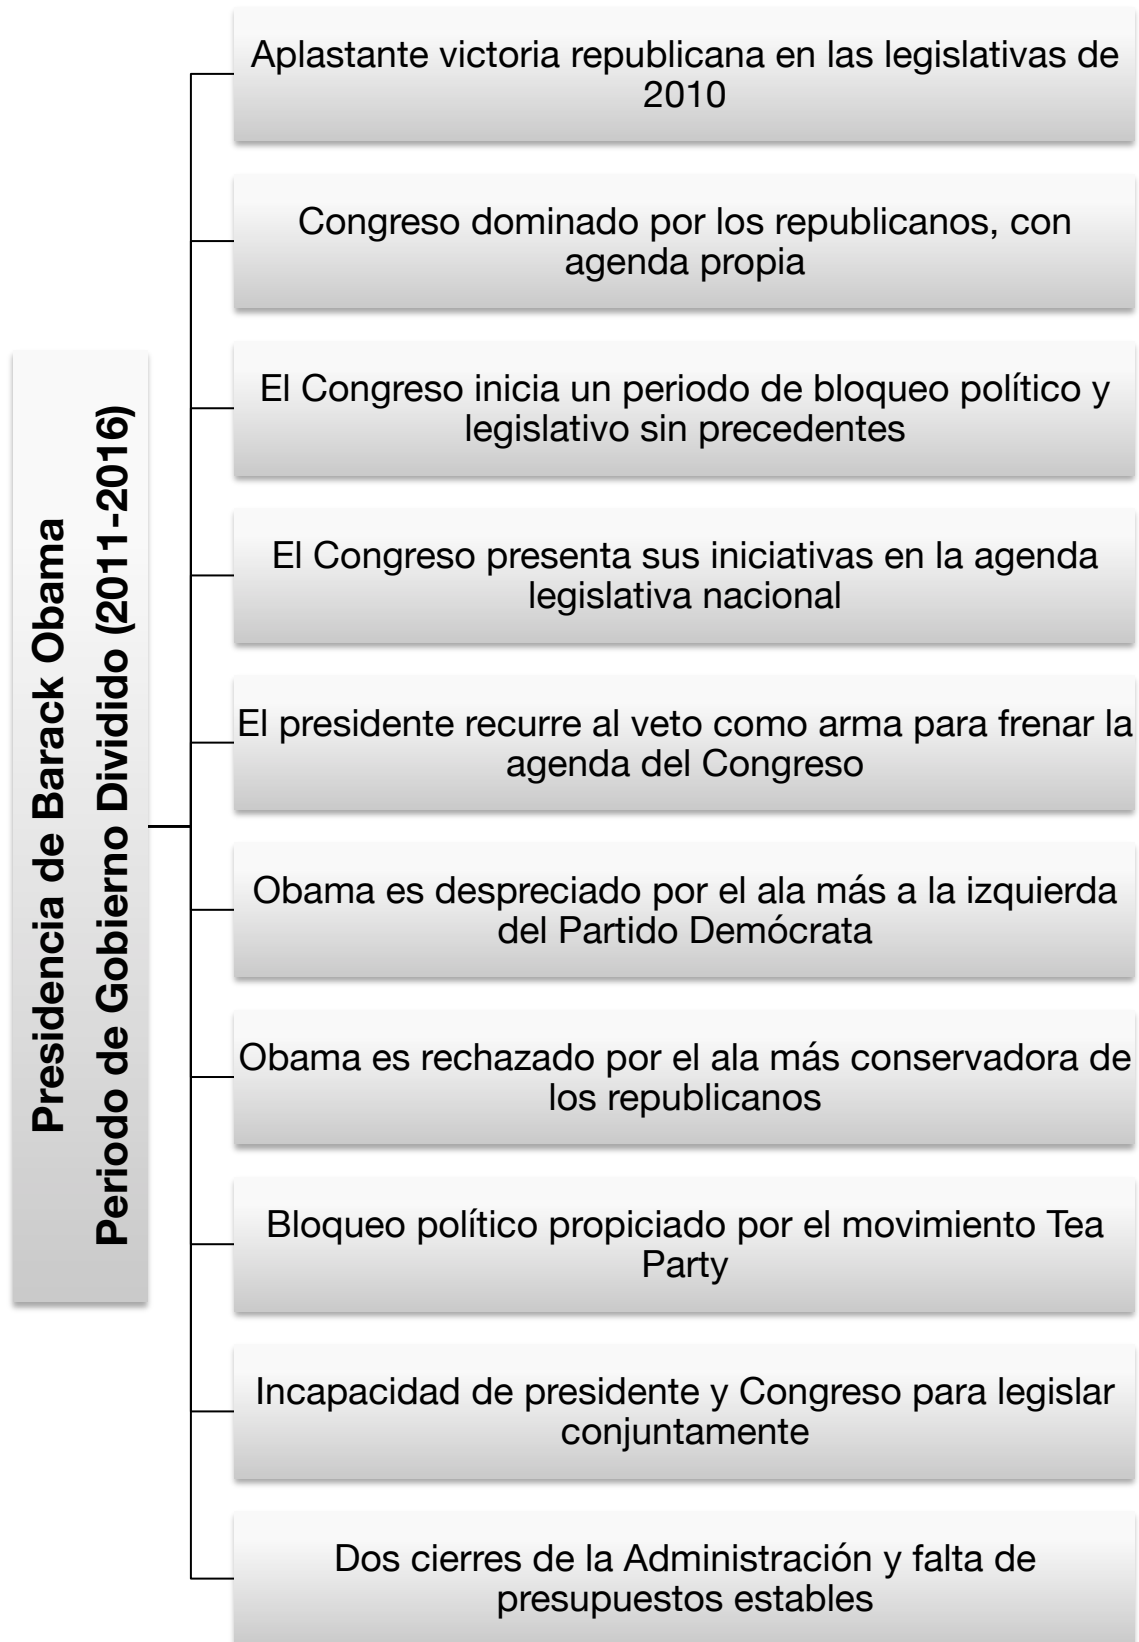 Presidencia de Barack Obama
Periodo de Gobierno Dividido (2011-2016)
Aplastante victoria republicana en las legislativas de
2010
Congreso dominado por los republicanos, con
agenda propia
El Congreso inicia un periodo de bloqueo político y
legislativo sin precedentes
El Congreso presenta sus iniciativas en la agenda
legislativa nacional
El presidente recurre al veto como arma para frenar la
agenda del Congreso
Obama es despreciado por el ala más a la izquierda
del Partido Demócrata
Obama es rechazado por el ala más conservadora de
los republicanos
Bloqueo político propiciado por el movimiento Tea
Party
Incapacidad de presidente y Congreso para legislar
conjuntamente
Dos cierres de la Administración y falta de
presupuestos estables